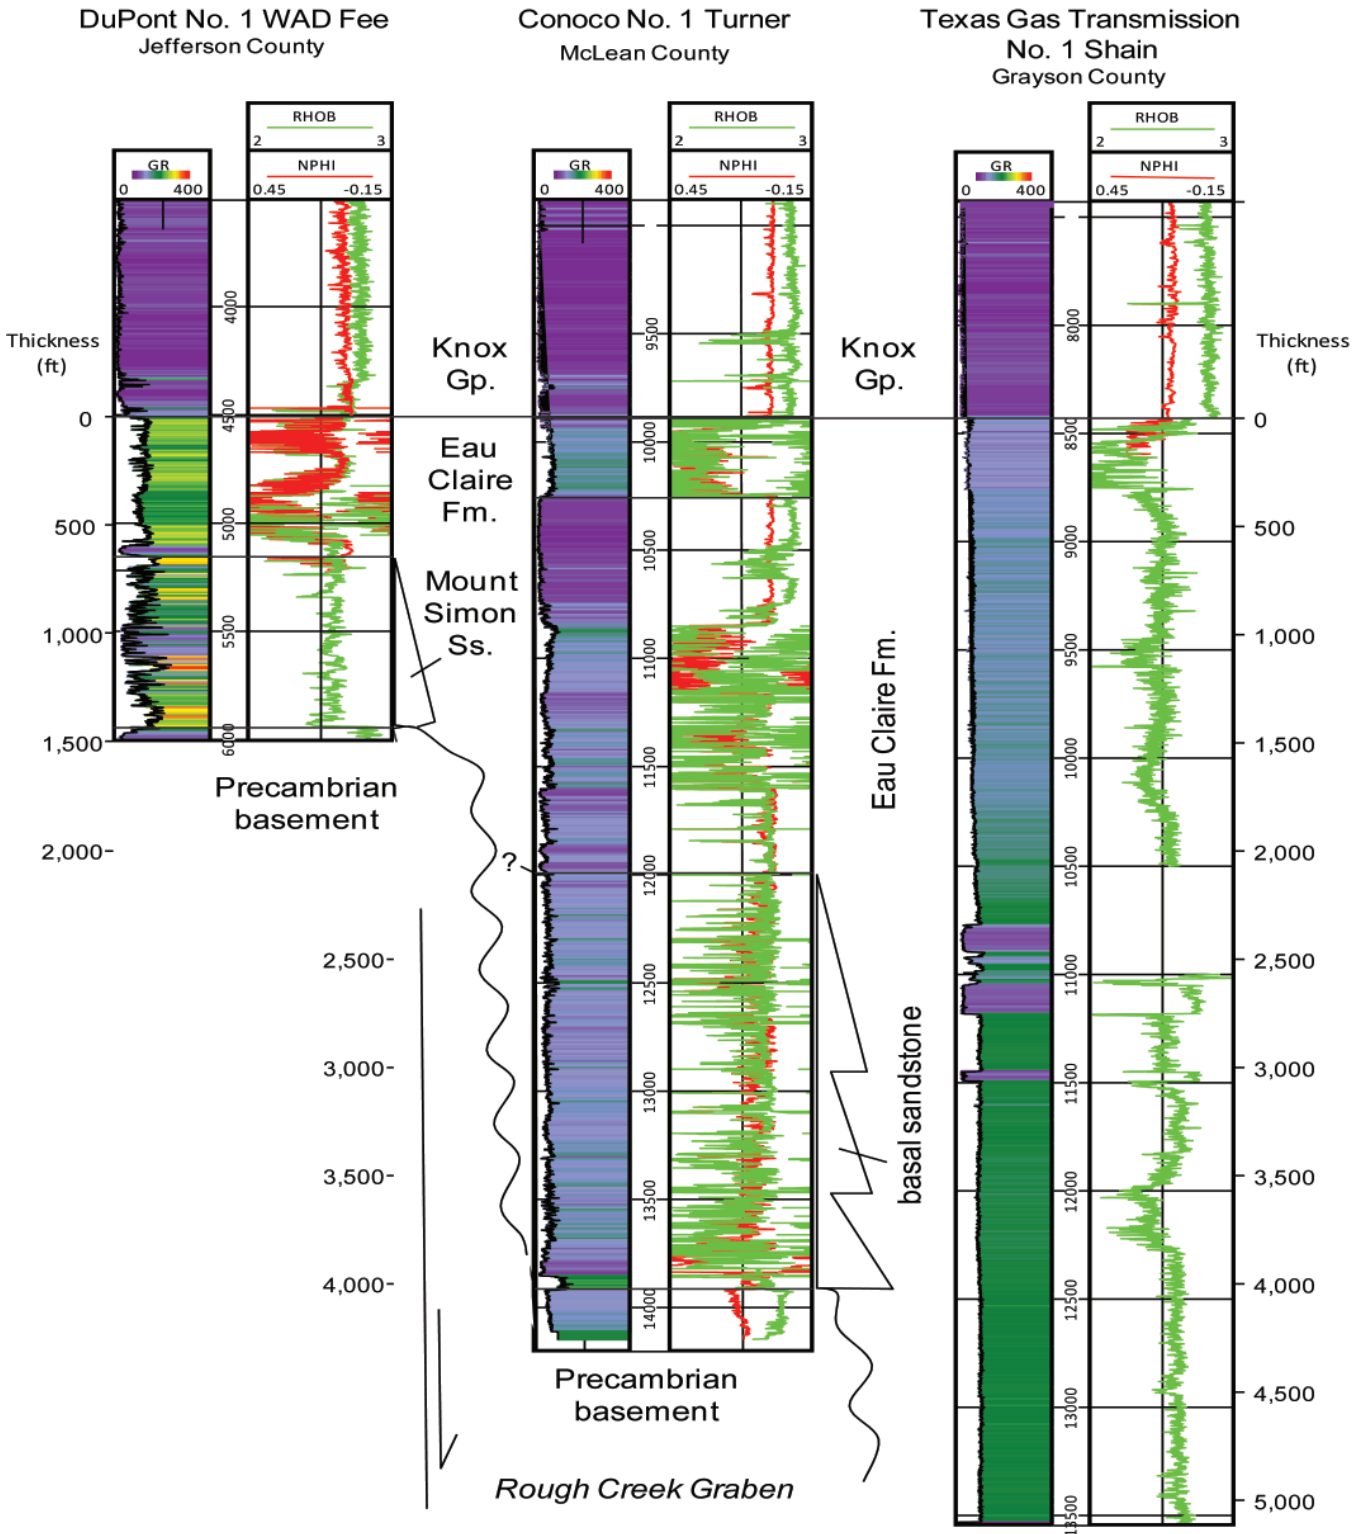 DuPont No. 1 WAD Fee
Jefferson County
Conoco No. 1 Turner
McLean County
Texas Gas Transmission
No. 1 Shain
Grayson County
RHOB
2 3
NPHI
0.45 -0.15
GR
0 400
RHOB
2 3
NPHI
0.45 -0.15
GR
0 400
RHOB
2 3
NPHI
0.45 -0.15
GR
0 400
Thickness
(ft)
0
500
1,000
1,500
2,000
2,500
3,000
3,500
4,000
4000
4500
5000
5500
6000
Knox
Gp.
Eau
Claire
Fm.
Mount
Simon
Ss.
Precambrian
basement
?
9500
10000
10500
11000
11500
12000
12500
13000
13500
14000
Precambrian
basement
Rough Creek Graben
Knox
Gp.
Eau Claire Fm.
basal sandstone
8000
8500
9000
9500
10000
10500
11000
11500
12000
12500
13000
13500
Thickness
(ft)
0
500
1,000
1,500
2,000
2,500
3,000
3,500
4,000
4,500
5,000